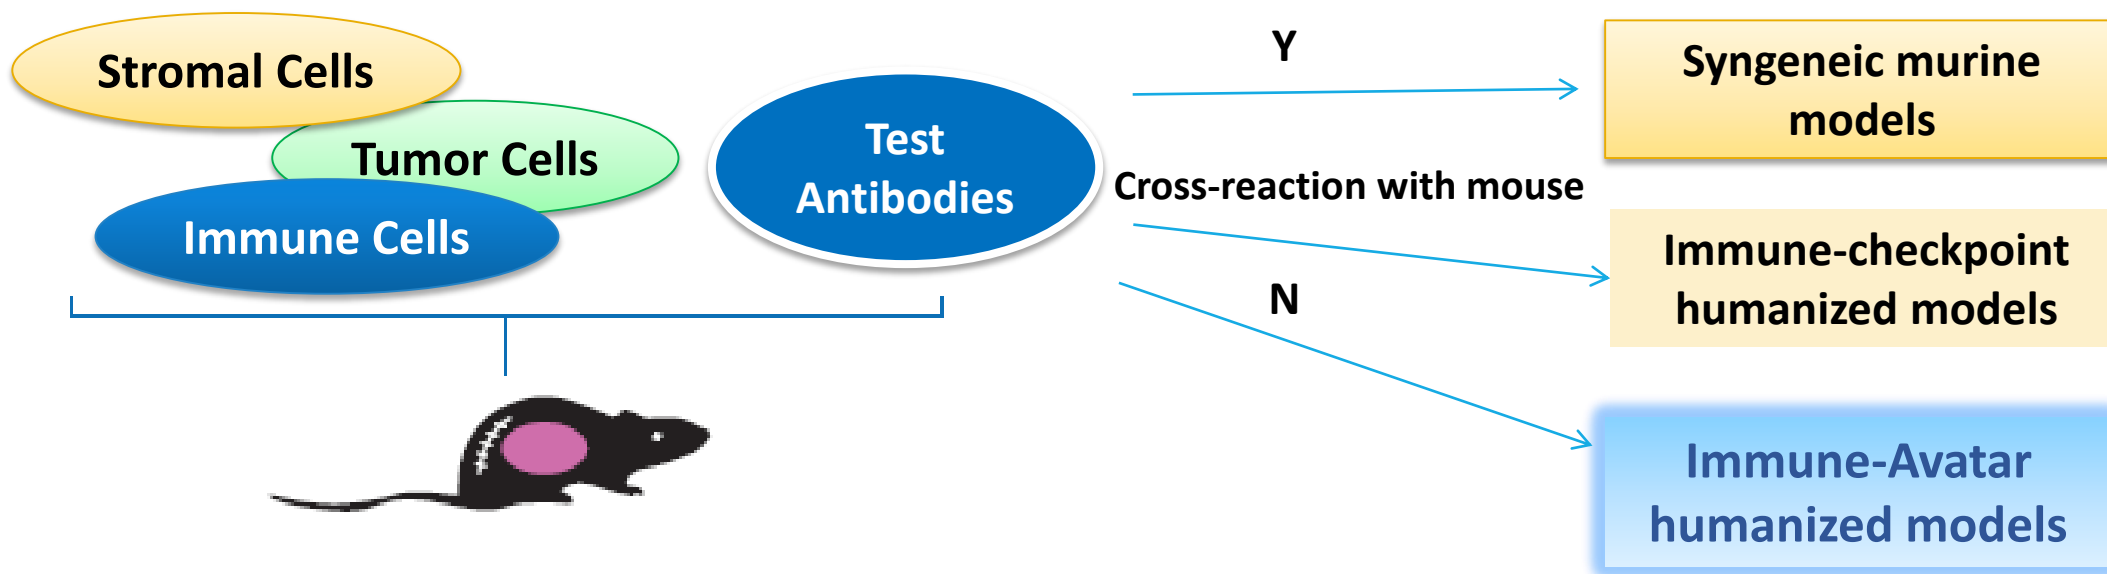 Stromal Cells
Tumor Cells
Immune Cells
Test
Antibodies
Y
Cross-reaction with mouse
N
Syngeneic murine
models
Immune-checkpoint
humanized models
Immune-Avatar
humanized models